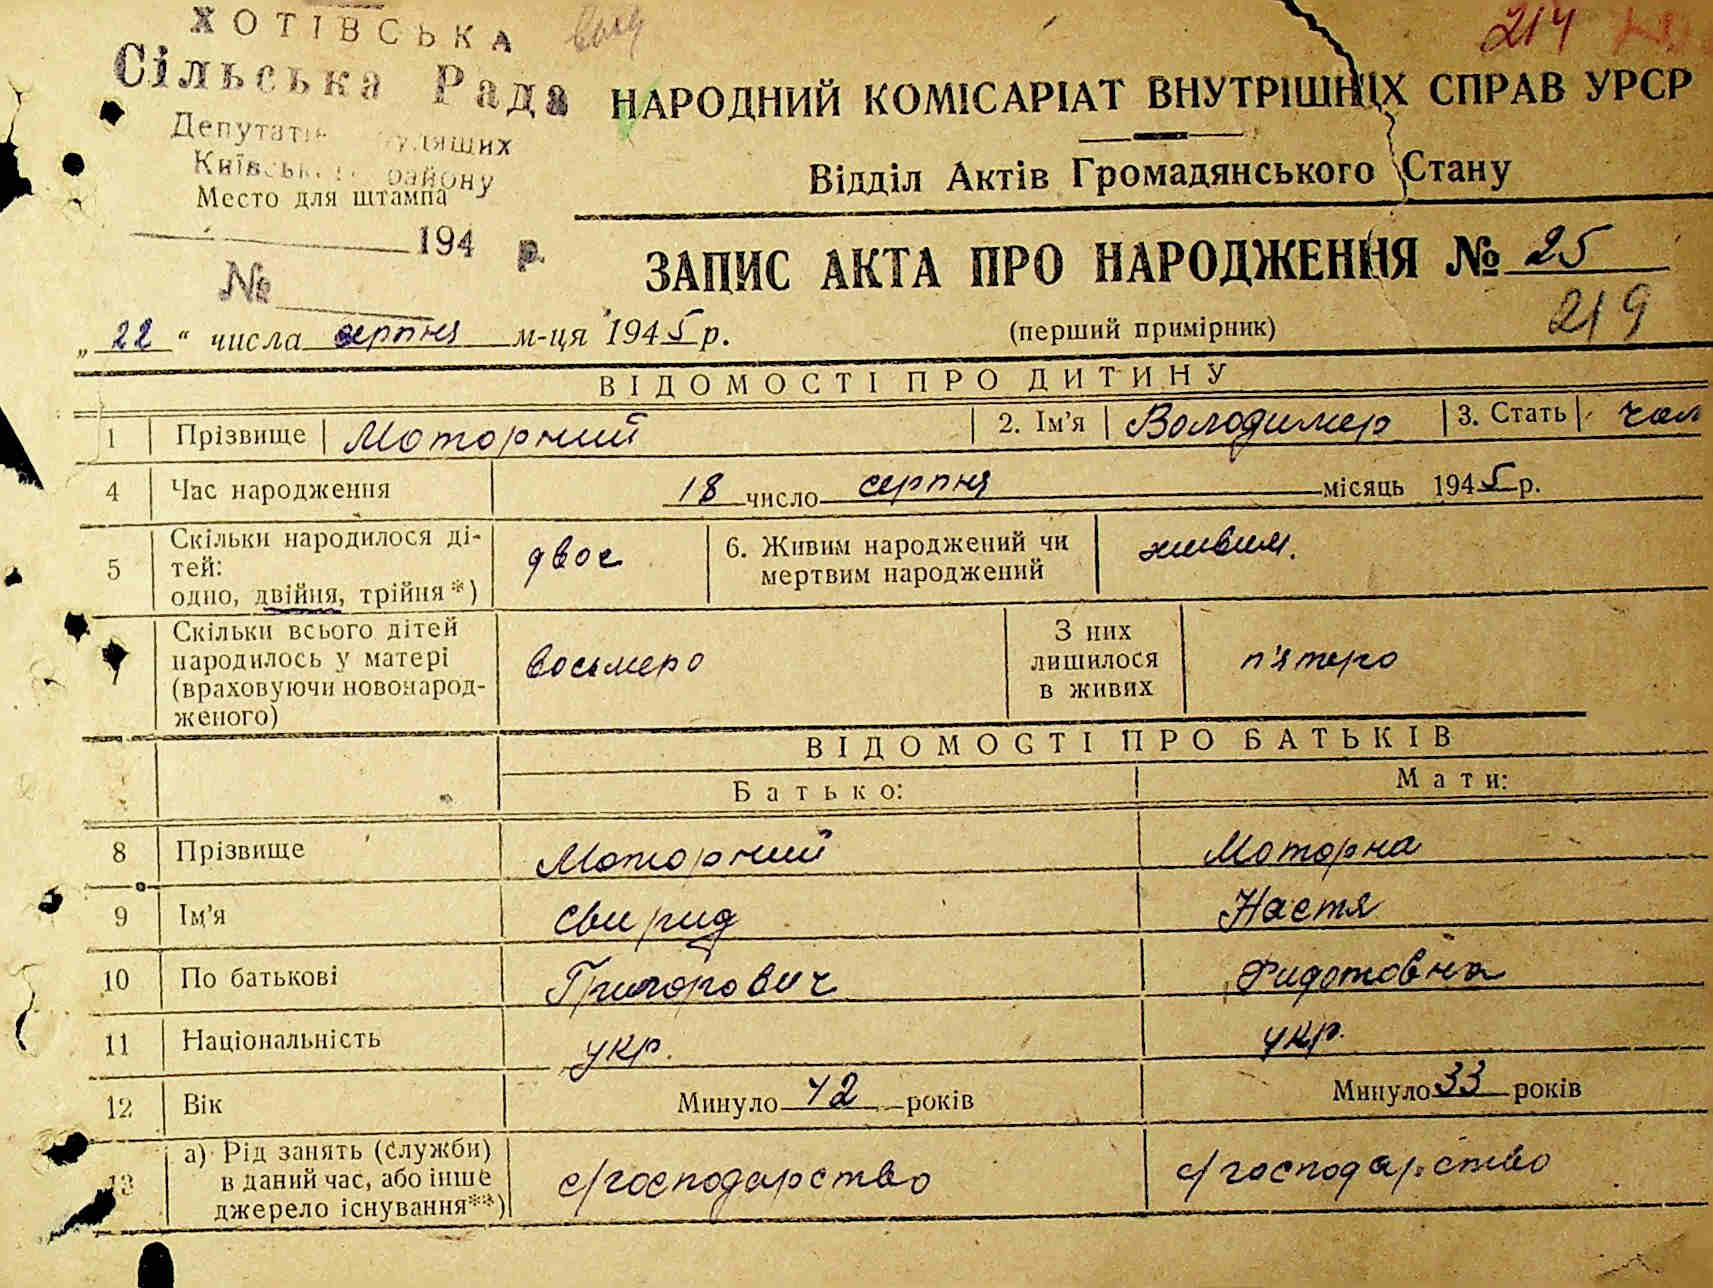 ХОТІВСЬКА
Сільська Рада
Депутатів трудящих
Київського району
Место для штампа
194 р.
№
214
НАРОДНИЙ КОМІСАРІАТ ВНУТРІШНІХ СПРАВ УРСР
Відділ Актів Громадянського Стану
ЗАПИС АКТА ПРО НАРОДЖЕННЯ № 25
219
„22“ числа серпня м-ця 1945 р.
(перший примірник)
ВІДОМОСТІ ПРО ДИТИНУ
1 Прізвище Моторний 2. Ім'я Володимер 3. Стать чол
4 Час народження 18 число серпня місяць 1945 р.
5 Скільки народилося ді-
тей:
одно, двійня, трійня*)
двоє
6. Живим народжений чи
мертвим народжений
живим.
7 Скільки всього дітей
народилось у матері
(враховуючи новонарод-
женого)
восьмеро
З них
лишилося
в живих
п'ятеро
ВІДОМОСТІ ПРО БАТЬКІВ
Батько: Мати:
8 Прізвище Моторний Моторна
9 Ім'я Свирид Настя
10 По батькові Григорович Федотовна
11 Національність укр. укр.
12 Вік Минуло 42 років Минуло 33 років
13 а) Рід занять (служби)
в даний час, або інше
джерело існування**)
с/господарство с/господарство